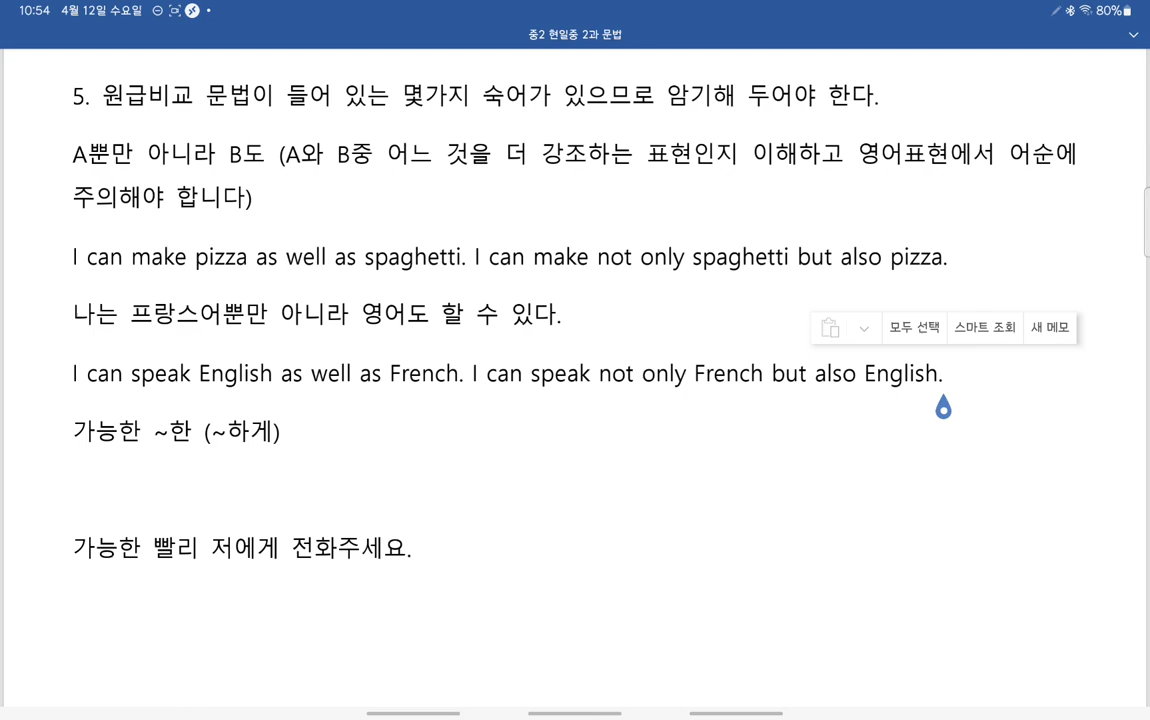 10:54 4월 12일 수요일 80%
중2 현일중 2과 문법
5. 원급비교 문법이 들어 있는 몇가지 숙어가 있으므로 암기해 두어야 한다.
A뿐만 아니라 B도 (A와 B중 어느 것을 더 강조하는 표현인지 이해하고 영어표현에서 어순에
주의해야 합니다)
I can make pizza as well as spaghetti. I can make not only spaghetti but also pizza.
나는 프랑스어뿐만 아니라 영어도 할 수 있다.
모두 선택 스마트 조회 새 메모
I can speak English as well as French. I can speak not only French but also English.
가능한 ~한 (~하게)
가능한 빨리 저에게 전화주세요.